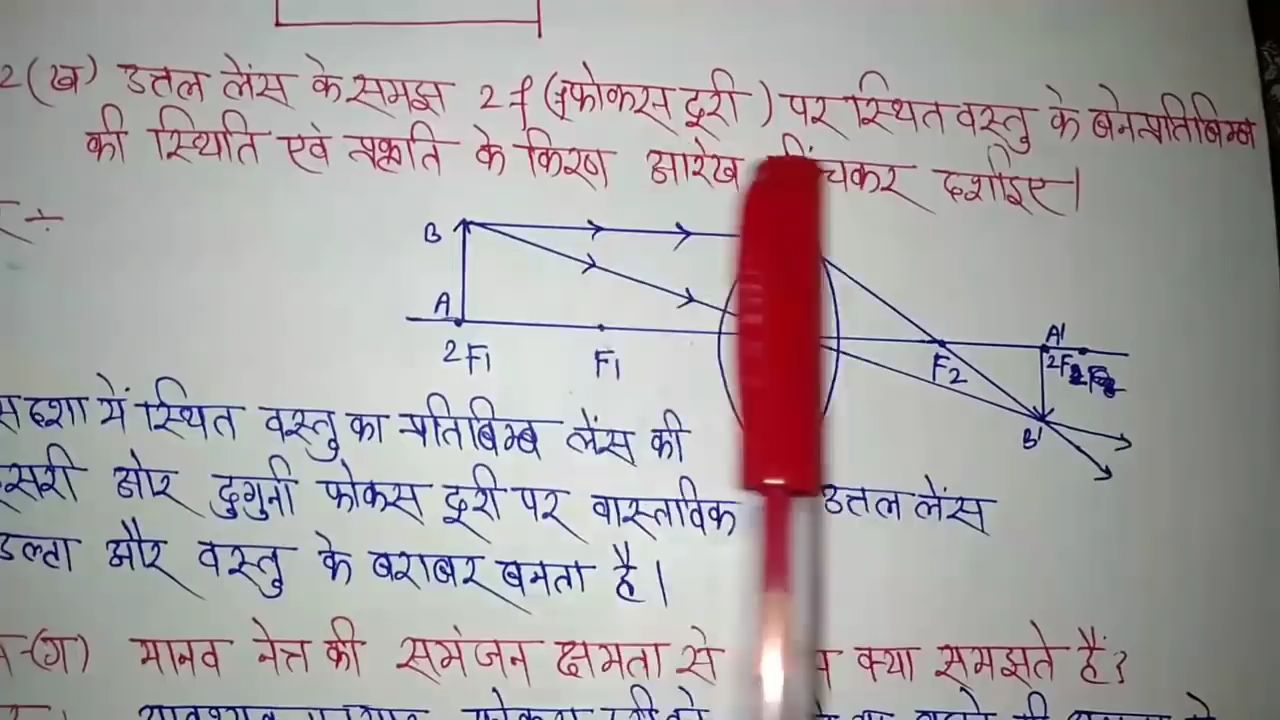 2(ख) उत्तल लेंस के समक्ष 2f (फोकस दूरी) पर स्थित वस्तु के बने प्रतिबिम्ब
की स्थिति एवं प्रकृति के किरण आरेख चकर दर्शाइए।
B
A
2F1 F1 F2
A'
2F2
B'
दशा में स्थित वस्तु का प्रतिबिम्ब लेंस की
सरी ओर दुगुनी फोकस दूरी पर वास्तविक
उत्तल लेंस
उल्टा और वस्तु के बराबर बनता है।
(ग) मानव नेत्र की समंजन क्षमता से क्या समझते हैं?